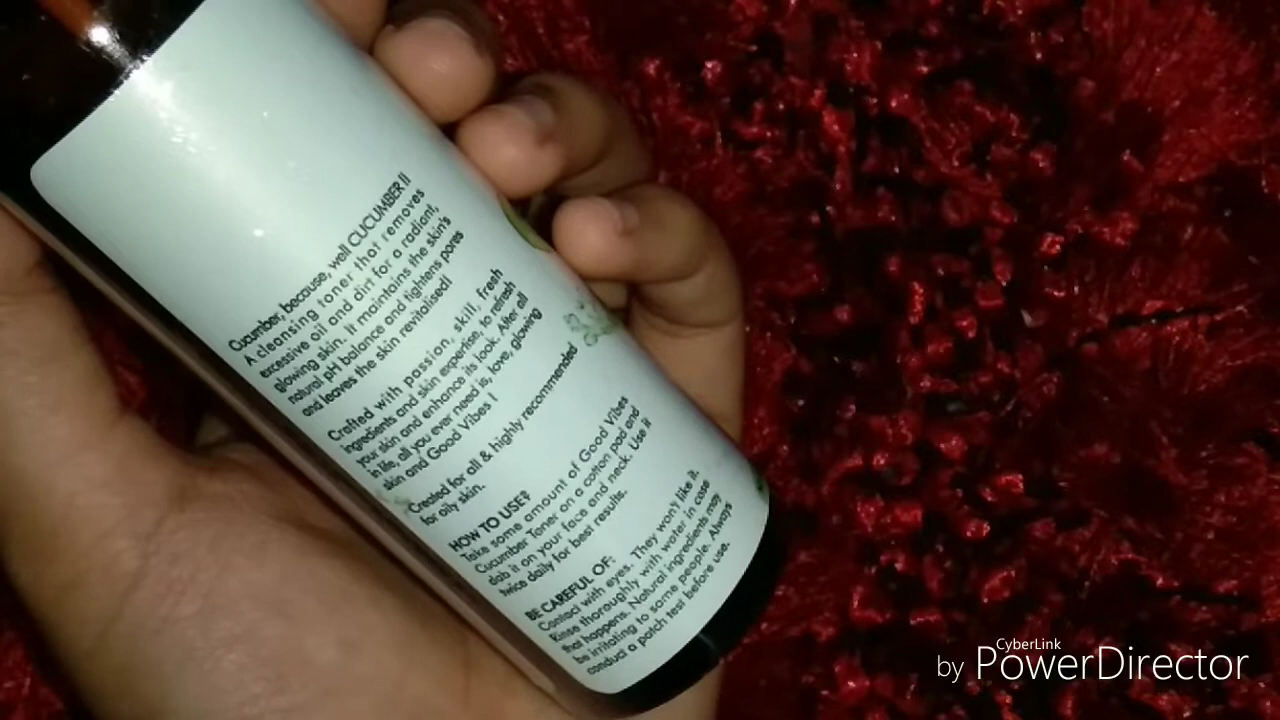 Cucumber, because, well CUCUMBER!!
A cleansing toner that removes
excessive oil and dirt for a radiant,
glowing skin. It maintains the skin's
natural pH balance and tightens pores
and leaves the skin revitalised!
Crafted with passion, skill, fresh
ingredients and skin expertise, to refresh
your skin and enhance its look. After all
in life, all you ever need is, love, glowing
skin and Good Vibes !
Created for all & highly recommended
for oily skin.
HOW TO USE?
Take some amount of Good Vibes
Cucumber Toner on a cotton pad and
dab it on your face and neck. Use it
twice daily for best results.
BE CAREFUL OF:
Contact with eyes. They won't like it.
Rinse thoroughly with water in case
that happens. Natural ingredients may
be irritating to some people. Always
conduct a patch test before use.
CyberLink
by PowerDirector